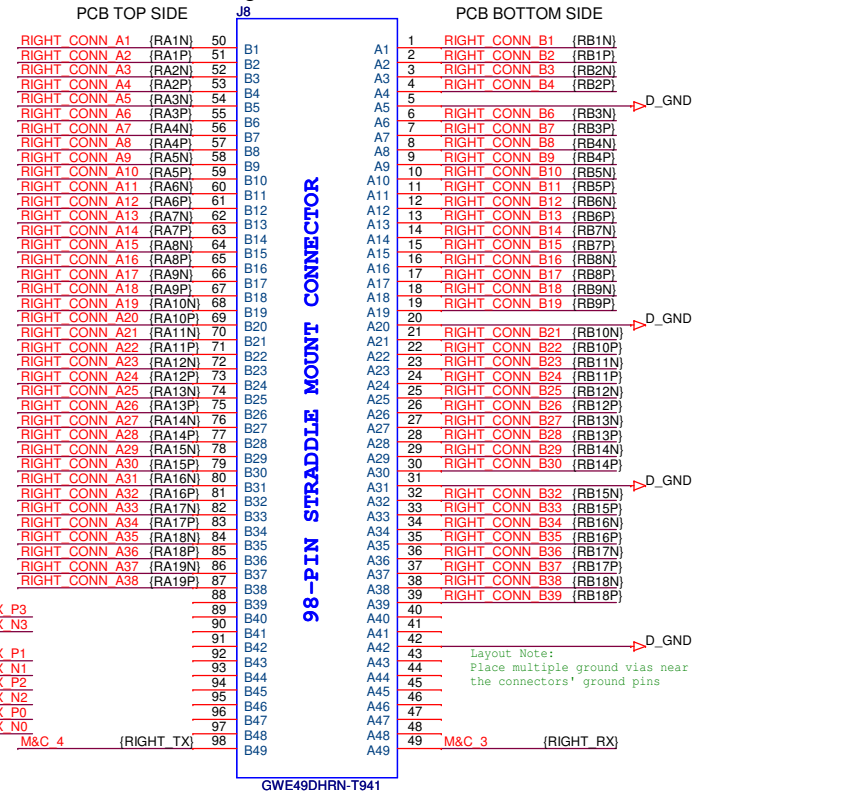 PCB TOP SIDE J8 PCB BOTTOM SIDE
RIGHT_CONN_A1 {RA1N} 50 B1 A1 1 RIGHT_CONN_B1 {RB1N}
RIGHT_CONN_A2 {RA1P} 51 B2 A2 2 RIGHT_CONN_B2 {RB1P}
RIGHT_CONN_A3 {RA2N} 52 B3 A3 3 RIGHT_CONN_B3 {RB2N}
RIGHT_CONN_A4 {RA2P} 53 B4 A4 4 RIGHT_CONN_B4 {RB2P}
RIGHT_CONN_A5 {RA3N} 54 B5 A5 5 D_GND
RIGHT_CONN_A6 {RA3P} 55 B6 A6 6 RIGHT_CONN_B6 {RB3N}
RIGHT_CONN_A7 {RA4N} 56 B7 A7 7 RIGHT_CONN_B7 {RB3P}
RIGHT_CONN_A8 {RA4P} 57 B8 A8 8 RIGHT_CONN_B8 {RB4N}
RIGHT_CONN_A9 {RA5N} 58 B9 A9 9 RIGHT_CONN_B9 {RB4P}
RIGHT_CONN_A10 {RA5P} 59 B10 A10 10 RIGHT_CONN_B10 {RB5N}
RIGHT_CONN_A11 {RA6N} 60 B11 A11 11 RIGHT_CONN_B11 {RB5P}
RIGHT_CONN_A12 {RA6P} 61 B12 A12 12 RIGHT_CONN_B12 {RB6N}
RIGHT_CONN_A13 {RA7N} 62 B13 A13 13 RIGHT_CONN_B13 {RB6P}
RIGHT_CONN_A14 {RA7P} 63 B14 A14 14 RIGHT_CONN_B14 {RB7N}
RIGHT_CONN_A15 {RA8N} 64 B15 A15 15 RIGHT_CONN_B15 {RB7P}
RIGHT_CONN_A16 {RA8P} 65 B16 A16 16 RIGHT_CONN_B16 {RB8N}
RIGHT_CONN_A17 {RA9N} 66 B17 A17 17 RIGHT_CONN_B17 {RB8P}
RIGHT_CONN_A18 {RA9P} 67 B18 A18 18 RIGHT_CONN_B18 {RB9N}
RIGHT_CONN_A19 {RA10N} 68 B19 A19 19 RIGHT_CONN_B19 {RB9P}
RIGHT_CONN_A20 {RA10P} 69 B20 A20 20 D_GND
RIGHT_CONN_A21 {RA11N} 70 B21 A21 21 RIGHT_CONN_B21 {RB10N}
RIGHT_CONN_A22 {RA11P} 71 B22 A22 22 RIGHT_CONN_B22 {RB10P}
RIGHT_CONN_A23 {RA12N} 72 B23 A23 23 RIGHT_CONN_B23 {RB11N}
RIGHT_CONN_A24 {RA12P} 73 B24 A24 24 RIGHT_CONN_B24 {RB11P}
RIGHT_CONN_A25 {RA13N} 74 B25 A25 25 RIGHT_CONN_B25 {RB12N}
RIGHT_CONN_A26 {RA13P} 75 B26 A26 26 RIGHT_CONN_B26 {RB12P}
RIGHT_CONN_A27 {RA14N} 76 B27 A27 27 RIGHT_CONN_B27 {RB13N}
RIGHT_CONN_A28 {RA14P} 77 B28 A28 28 RIGHT_CONN_B28 {RB13P}
RIGHT_CONN_A29 {RA15N} 78 B29 A29 29 RIGHT_CONN_B29 {RB14N}
RIGHT_CONN_A30 {RA15P} 79 B30 A30 30 RIGHT_CONN_B30 {RB14P}
RIGHT_CONN_A31 {RA16N} 80 B31 A31 31 D_GND
RIGHT_CONN_A32 {RA16P} 81 B32 A32 32 RIGHT_CONN_B32 {RB15N}
RIGHT_CONN_A33 {RA17N} 82 B33 A33 33 RIGHT_CONN_B33 {RB15P}
RIGHT_CONN_A34 {RA17P} 83 B34 A34 34 RIGHT_CONN_B34 {RB16N}
RIGHT_CONN_A35 {RA18N} 84 B35 A35 35 RIGHT_CONN_B35 {RB16P}
RIGHT_CONN_A36 {RA18P} 85 B36 A36 36 RIGHT_CONN_B36 {RB17N}
RIGHT_CONN_A37 {RA19N} 86 B37 A37 37 RIGHT_CONN_B37 {RB17P}
RIGHT_CONN_A38 {RA19P} 87 B38 A38 38 RIGHT_CONN_B38 {RB18N}
88 B39 A39 39 RIGHT_CONN_B39 {RB18P}
X_P3 89 B40 A40 40
X_N3 90 B41 A41 41
91 B42 A42 42 D_GND
X_P1 92 B43 A43 43
X_N1 93 B44 A44 44
X_P2 94 B45 A45 45
X_N2 95 B46 A46 46
X_P0 96 B47 A47 47
X_N0 97 B48 A48 48
M&C_4 {RIGHT_TX} 98 B49 A49 49 M&C_3 {RIGHT_RX}
98-PIN STRADDLE MOUNT CONNECTOR
Layout Note:
Place multiple ground vias near
the connectors' ground pins
GWE49DHRN-T941